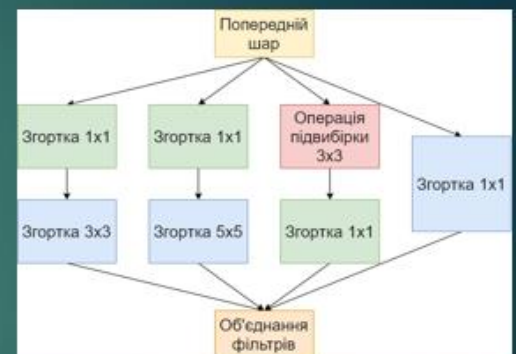 Попередній
шар
Згортка 1x1
Згортка 1x1
Операція
підвибірки
3x3
Згортка 1x1
Згортка 3x3
Згортка 5x5
Згортка 1x1
Об'єднання
фільтрів